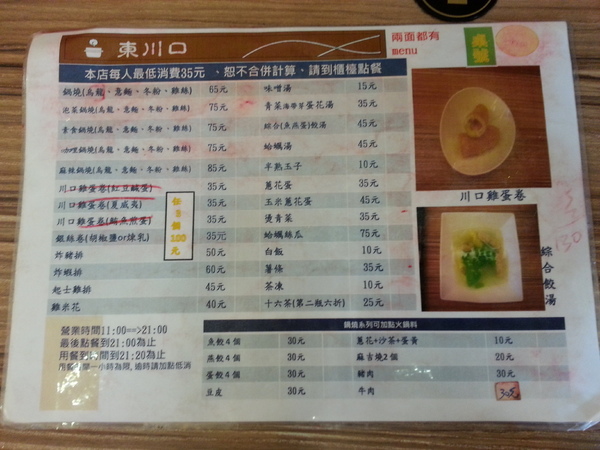 東川口
兩面都有
menu
本店每人最低消費35元、恕不合併計算、請到櫃檯點餐
鍋燒(烏龍、意麵、冬粉、雞絲) 65元 味噌湯 15元
泡菜鍋燒(烏龍、意麵、冬粉、雞絲) 75元 青菜海帶芽蛋花湯 35元
素食鍋燒(烏龍、意麵、冬粉、雞絲) 75元 綜合(魚燕蛋)餃湯 45元
咖哩鍋燒(烏龍、意麵、冬粉、雞絲) 75元 蛤蠣湯 45元
麻辣鍋燒(烏龍、意麵、冬粉、雞絲) 85元 半熟玉子 10元
川口雞蛋卷(紅豆鹹蛋) 35元 蔥花蛋 35元
川口雞蛋卷(夏威夷) 35元 玉米蔥蛋 45元
川口雞蛋卷(鮪魚煎蛋) 35元 燙青菜 35元
銀絲卷(胡椒鹽or煉乳) 35元 蛤蠣絲瓜 75元
任3個100元
炸豬排 50元 白飯 10元
炸蝦排 60元 薯條 35元
起士雞排 45元 茶凍 10元
雞米花 40元 十六茶(第二瓶六折) 25元
川口雞蛋卷
綜合餃湯
130
營業時間11:00==>21:00
最後點餐到21:00為止
用餐到時間到21:20為止
鍋燒系列可加點火鍋料
魚餃4個 30元 蔥花+沙茶+蛋黃 10元
燕餃4個 30元 麻吉燒2個 20元
蛋餃4個 30元 豬肉 30元
豆皮 30元 牛肉 30元